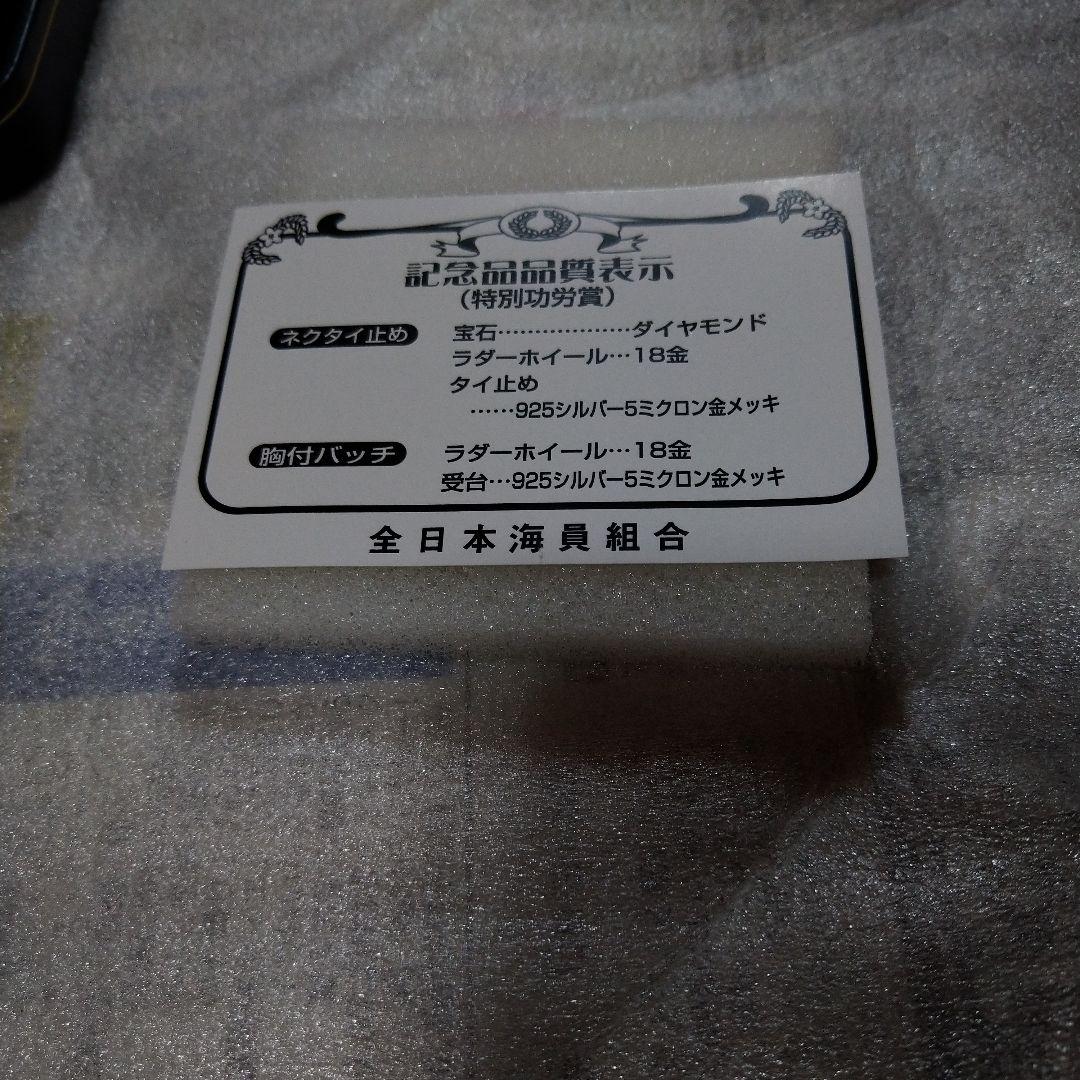 記念品品質表示
(特別功労賞)
ネクタイ止め 宝石………………ダイヤモンド
ラダーホイール…18金
タイ止め
……925シルバー5ミクロン金メッキ
胸付バッチ ラダーホイール…18金
受台…925シルバー5ミクロン金メッキ
全日本海員組合